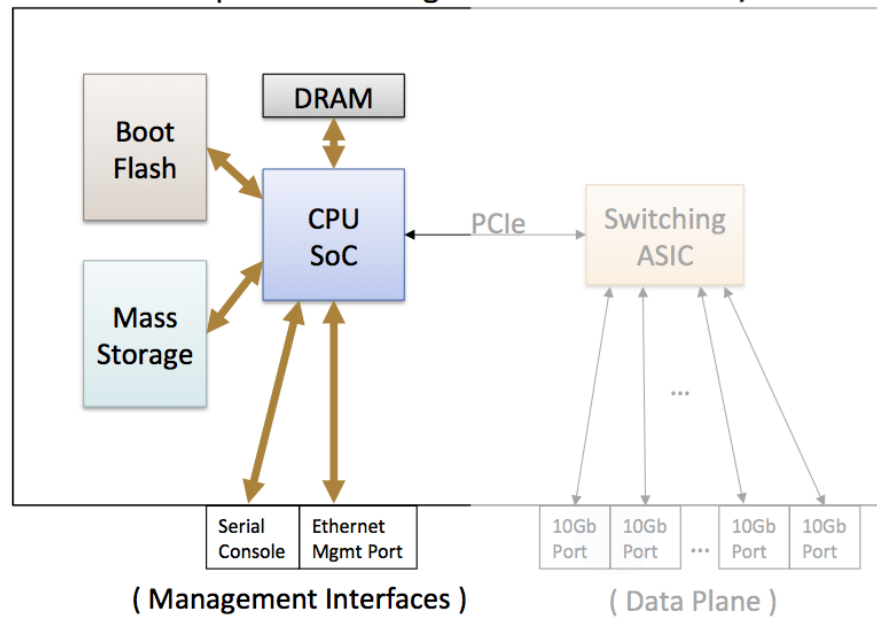 DRAM
Boot
Flash
CPU
SoC
PCIe
Switching
ASIC
Mass
Storage
...
Serial
Console
Ethernet
Mgmt Port
10Gb
Port
10Gb
Port
...
10Gb
Port
10Gb
Port
( Management Interfaces )
( Data Plane )